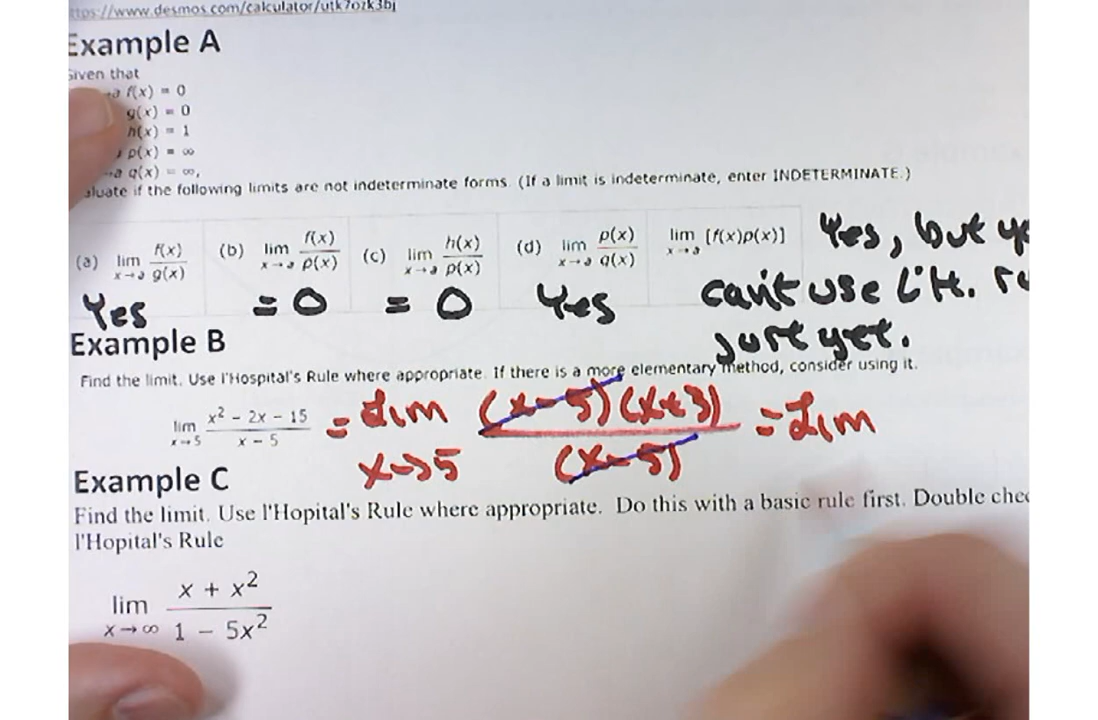 https://www.desmos.com/calculator/utk7ozk3bj
Example A
Given that
f(x) = 0
g(x) = 0
h(x) = 1
p(x) = ∞
q(x) = ∞,
if the following limits are not indeterminate forms. (If a limit is indeterminate, enter INDETERMINATE.)
(a) lim x→a f(x)/g(x) (b) lim x→a f(x)/p(x) (c) lim x→a h(x)/p(x) (d) lim x→a p(x)/q(x) lim x→a [f(x)p(x)] Yes, but
Yes = 0 = 0 Yes can't use L'H.
just yet.
Example B
Find the limit. Use l'Hospital's Rule where appropriate. If there is a more elementary method, consider using it.
lim x→5 x² - 2x - 15 / x - 5 = Lim x→5 (x-5)(x+3) / (x-5) = Lim
Example C
Find the limit. Use l'Hopital's Rule where appropriate. Do this with a basic rule first. Double
l'Hopital's Rule
lim x→∞ x + x² / 1 - 5x²